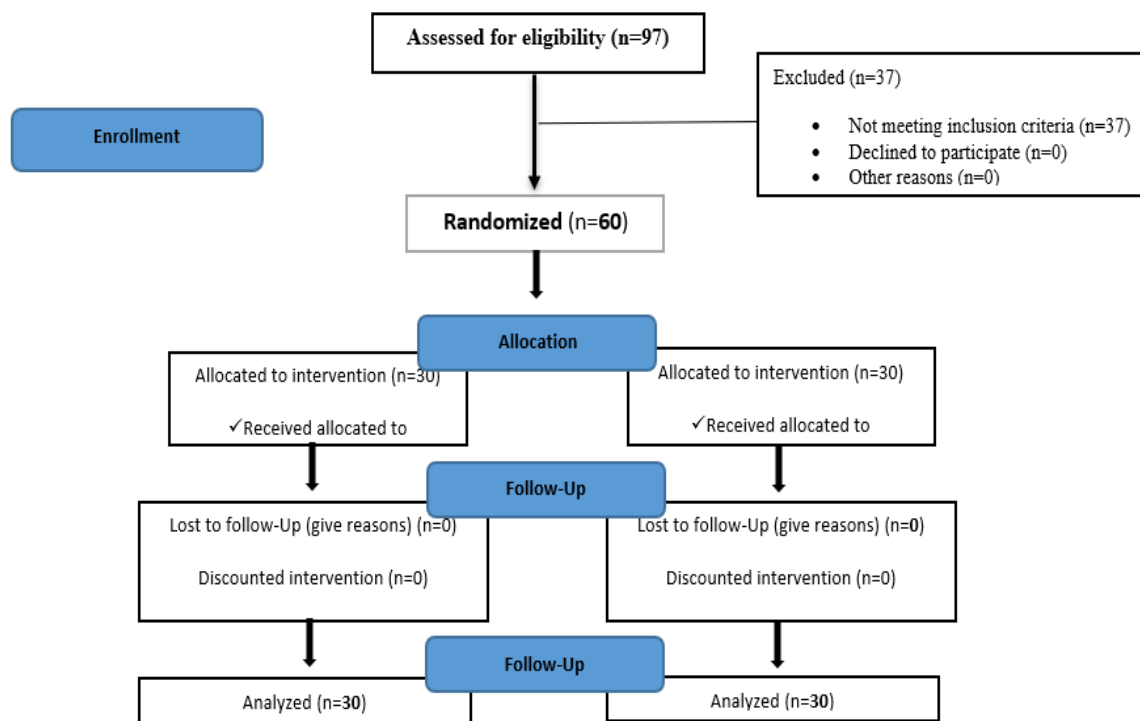 Assessed for eligibility (n=97)
Excluded (n=37)
• Not meeting inclusion criteria (n=37)
• Declined to participate (n=0)
• Other reasons (n=0)
Enrollment
Randomized (n=60)
Allocation
Allocated to intervention (n=30)
✓Received allocated to
Allocated to intervention (n=30)
✓Received allocated to
Follow-Up
Lost to follow-Up (give reasons) (n=0)
Discounted intervention (n=0)
Lost to follow-Up (give reasons) (n=0)
Discounted intervention (n=0)
Follow-Up
Analyzed (n=30)
Analyzed (n=30)